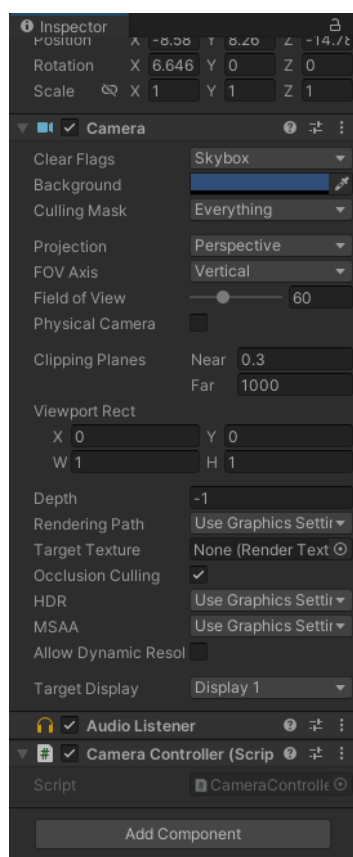 Inspector
Position X -8.58 Y 8.26 Z -14.78
Rotation X 6.646 Y 0 Z 0
Scale X 1 Y 1 Z 1
Camera
Clear Flags Skybox
Background
Culling Mask Everything
Projection Perspective
FOV Axis Vertical
Field of View 60
Physical Camera
Clipping Planes Near 0.3
Far 1000
Viewport Rect
X 0 Y 0
W 1 H 1
Depth -1
Rendering Path Use Graphics Settir
Target Texture None (Render Text
Occlusion Culling
HDR Use Graphics Settir
MSAA Use Graphics Settir
Allow Dynamic Resol
Target Display Display 1
Audio Listener
# Camera Controller (Scrip
Script CameraControlle
Add Component